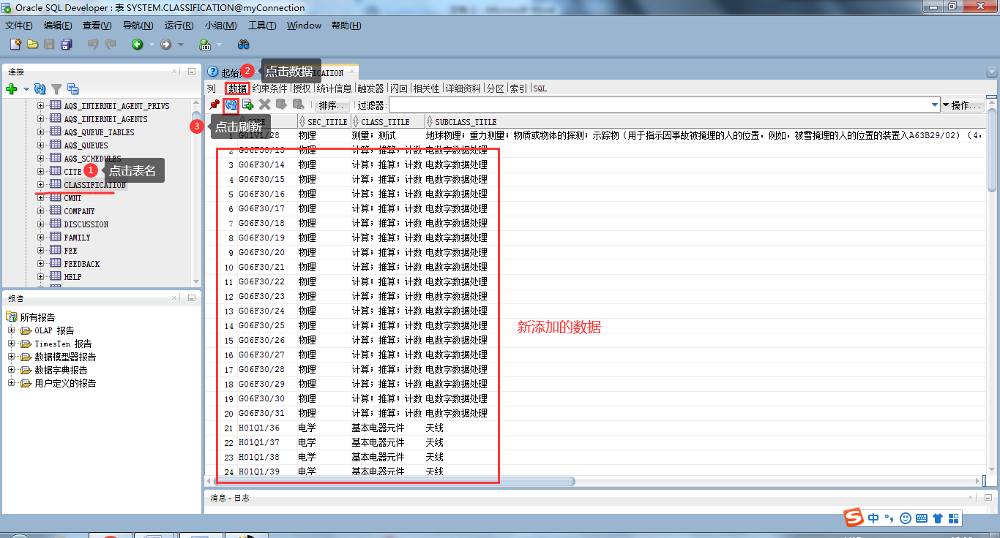 Oracle SQL Developer : 表 SYSTEM.CLASSIFICATION@myConnection
文件(F) 编辑(E) 查看(V) 导航(N) 运行(R) 小组(M) 工具(T) Window 帮助(H)
连接
AQ$_INTERNET_AGENT_PRIVS
AQ$_INTERNET_AGENTS
AQ$_QUEUE_TABLES
AQ$_QUEUES
AQ$_SCHEDULES
CITE
1 点击表名
CLASSIFICATION
CMNT
COMPANY
DISCUSSION
FAMILY
FEE
FEEDBACK
HELP
报告
所有报告
OLAP 报告
TimesTen 报告
数据模型器报告
数据字典报告
用户定义的报告
起始
2 点击数据
列 数据 约束条件 授权 统计信息 触发器 闪回 相关性 详细资料 分区 索引 SQL
排序... 过滤器: 操作...
3 点击刷新
CODE SEC_TITLE CLASS_TITLE SUBCLASS_TITLE
1 G01V1/28 物理 测量；测试 地球物理；重力测量；物质或物体的探测；示踪物（用于指示因事故被掩埋的人的位置，例如，被雪掩埋的人的位置的装置入A63B29/02）（4，
2 G06F30/13 物理 计算；推算；计数 电数字数据处理
3 G06F30/14 物理 计算；推算；计数 电数字数据处理
4 G06F30/15 物理 计算；推算；计数 电数字数据处理
5 G06F30/16 物理 计算；推算；计数 电数字数据处理
6 G06F30/17 物理 计算；推算；计数 电数字数据处理
7 G06F30/18 物理 计算；推算；计数 电数字数据处理
8 G06F30/19 物理 计算；推算；计数 电数字数据处理
9 G06F30/20 物理 计算；推算；计数 电数字数据处理
10 G06F30/21 物理 计算；推算；计数 电数字数据处理
11 G06F30/22 物理 计算；推算；计数 电数字数据处理
12 G06F30/23 物理 计算；推算；计数 电数字数据处理
13 G06F30/24 物理 计算；推算；计数 电数字数据处理
14 G06F30/25 物理 计算；推算；计数 电数字数据处理
15 G06F30/26 物理 计算；推算；计数 电数字数据处理
16 G06F30/27 物理 计算；推算；计数 电数字数据处理
17 G06F30/28 物理 计算；推算；计数 电数字数据处理
18 G06F30/29 物理 计算；推算；计数 电数字数据处理
19 G06F30/30 物理 计算；推算；计数 电数字数据处理
20 G06F30/31 物理 计算；推算；计数 电数字数据处理
21 H01Q1/36 电学 基本电器元件 天线
22 H01Q1/37 电学 基本电器元件 天线
23 H01Q1/38 电学 基本电器元件 天线
24 H01Q1/39 电学 基本电器元件 天线
新添加的数据
消息 - 日志
中